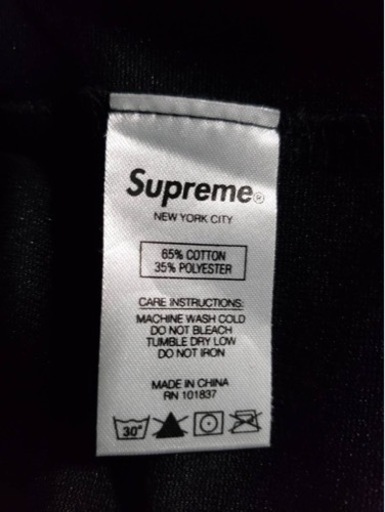 Supreme®
NEW YORK CITY
65% COTTON
35% POLYESTER
CARE INSTRUCTIONS:
MACHINE WASH COLD
DO NOT BLEACH
TUMBLE DRY LOW
DO NOT IRON
MADE IN CHINA
RN 101837
30°